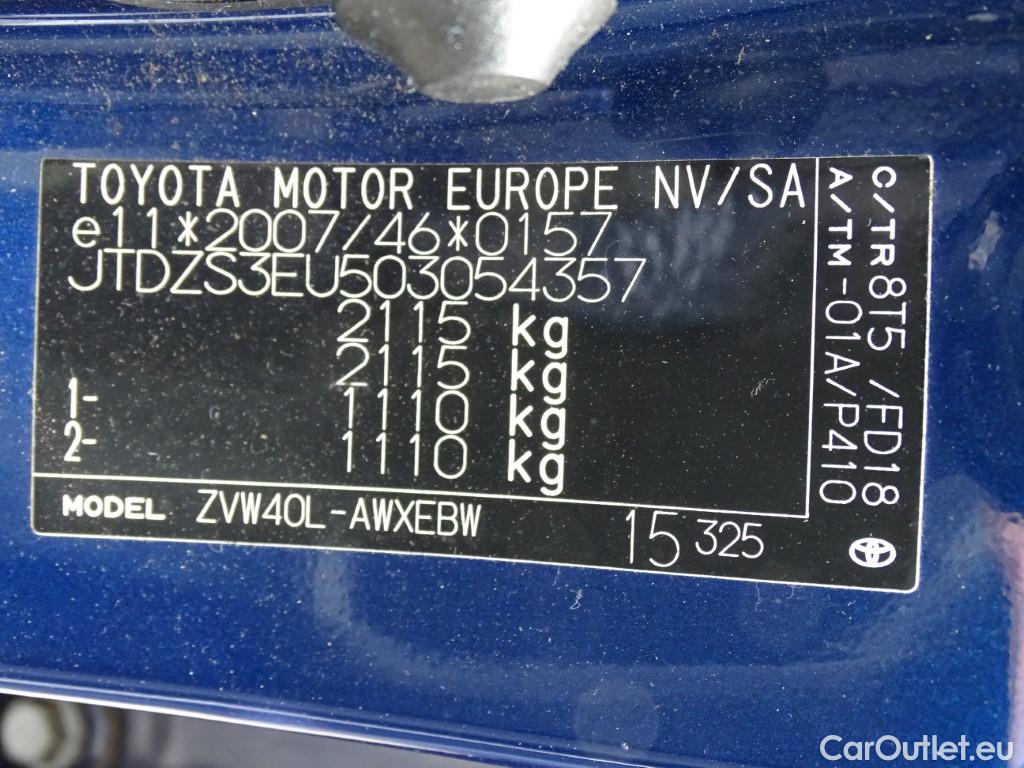 TOYOTA MOTOR EUROPE NV/SA
e11*2007/46*0157
JTDZS3EU503054357
2115 kg
2115 kg
1- 1110 kg
2- 1110 kg
MODEL ZVW40L-AWXEBW
15 325
C/TR 8T5 /FD18
A/TM-01A/P410
CarOutlet.eu